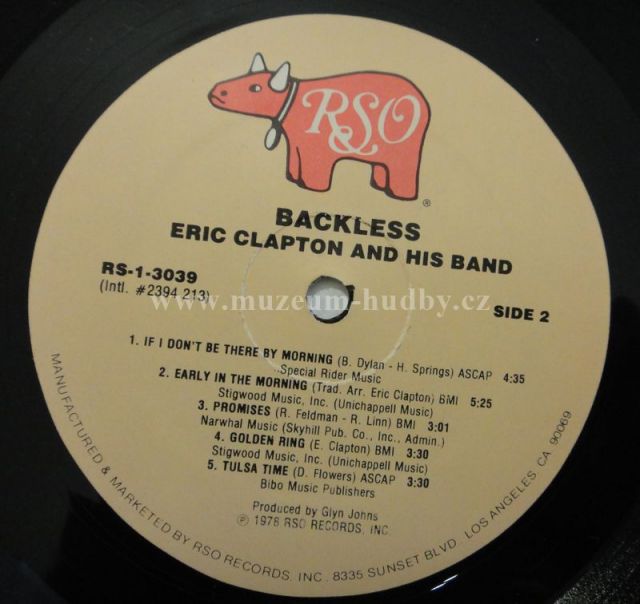 RSO
®
BACKLESS
ERIC CLAPTON AND HIS BAND
RS-1-3039
(Intl. #2394 213)
SIDE 2
www.muzeum-hudby.cz
1. IF I DON'T BE THERE BY MORNING (B. Dylan - H. Springs) ASCAP 4:35
Special Rider Music
2. EARLY IN THE MORNING (Trad. Arr. Eric Clapton) BMI 5:25
Stigwood Music, Inc. (Unichappell Music)
3. PROMISES (R. Feldman - R. Linn) BMI 3:01
Narwhal Music (Skyhill Pub. Co., Inc., Admin.)
4. GOLDEN RING (E. Clapton) BMI 3:30
Stigwood Music, Inc. (Unichappell Music)
5. TULSA TIME (D. Flowers) ASCAP 3:30
Bibo Music Publishers
Produced by Glyn Johns
℗ 1978 RSO RECORDS, INC.
MANUFACTURED & MARKETED BY RSO RECORDS, INC., 8335 SUNSET BLVD., LOS ANGELES, CA 90069